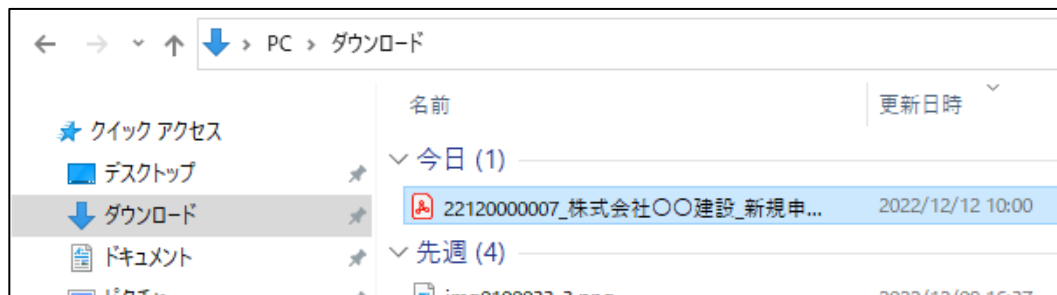 PC › ダウンロード
名前 更新日時
クイック アクセス
デスクトップ
ダウンロード
ドキュメント
今日 (1)
22120000007_株式会社〇〇建設_新規申... 2022/12/12 10:00
先週 (4)